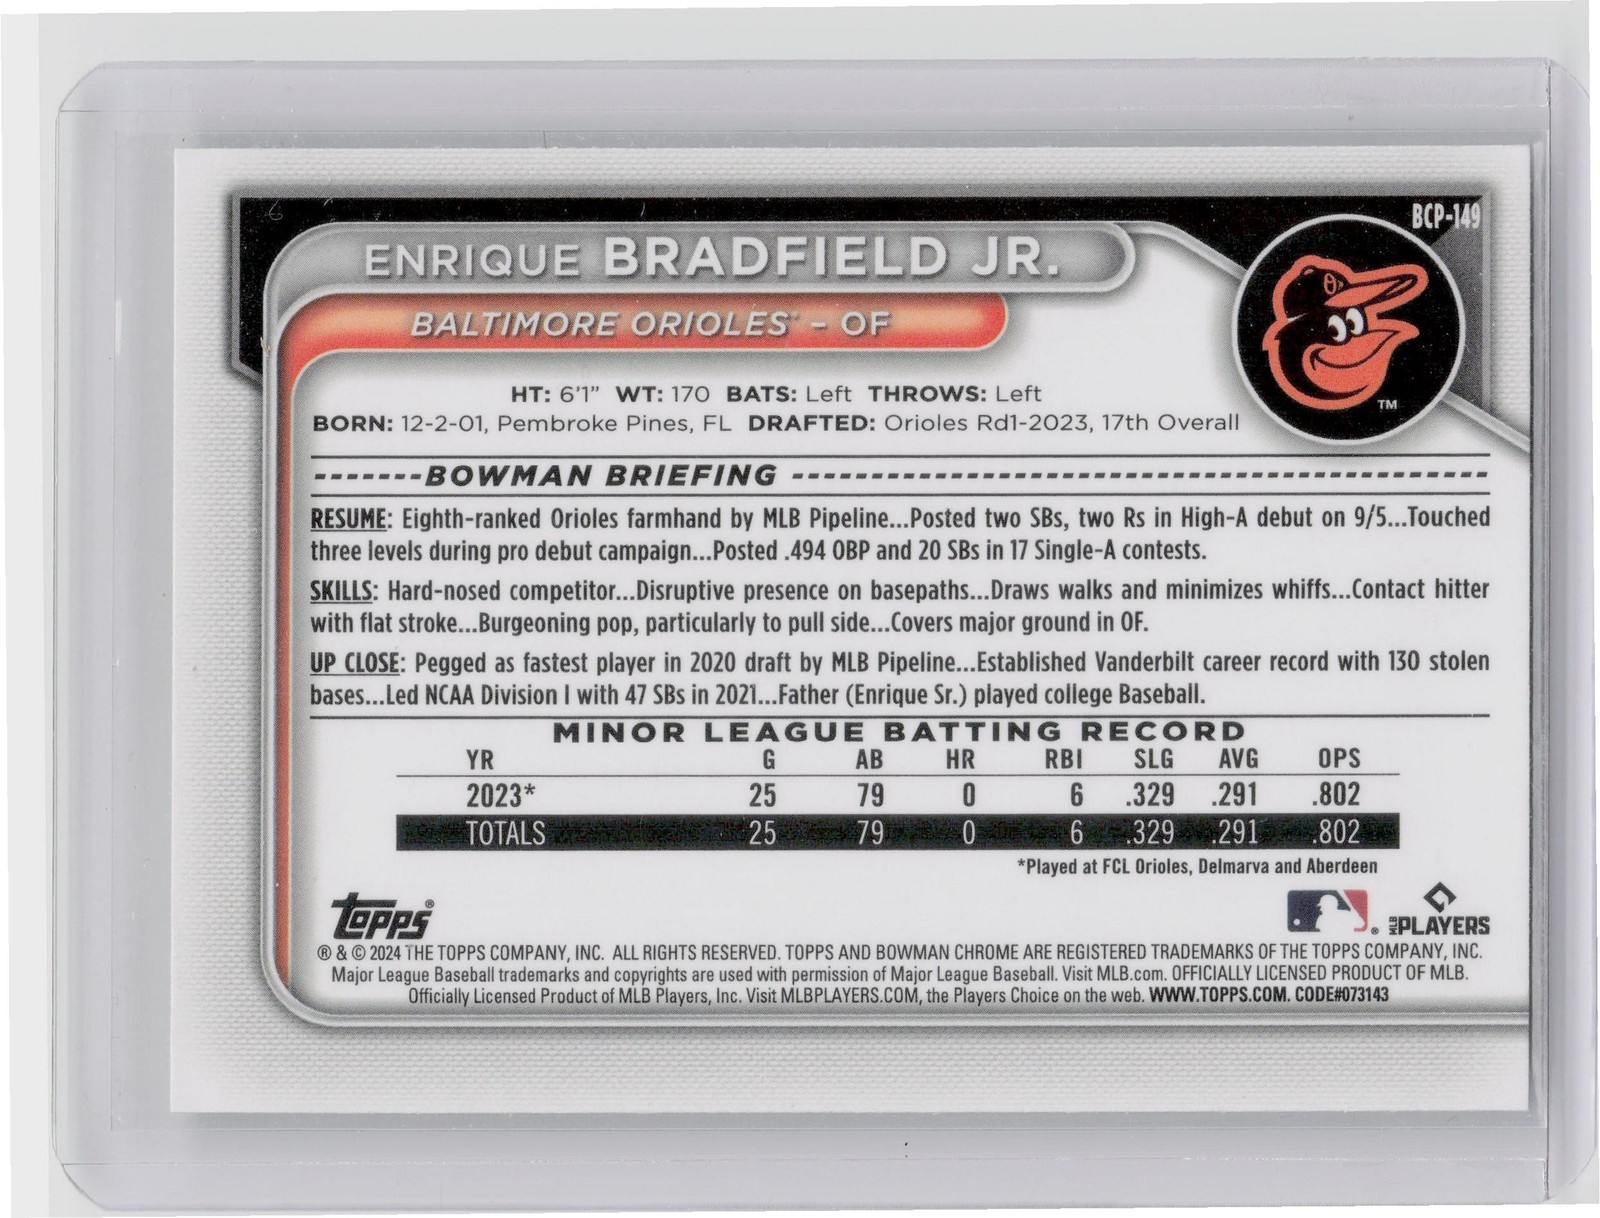 BCP-149
ENRIQUE BRADFIELD JR.
BALTIMORE ORIOLES™ - OF
HT: 6'1" WT: 170 BATS: Left THROWS: Left
BORN: 12-2-01, Pembroke Pines, FL DRAFTED: Orioles Rd1-2023, 17th Overall
TM
BOWMAN BRIEFING
RESUME: Eighth-ranked Orioles farmhand by MLB Pipeline...Posted two SBs, two Rs in High-A debut on 9/5...Touched
three levels during pro debut campaign...Posted .494 OBP and 20 SBs in 17 Single-A contests.
SKILLS: Hard-nosed competitor...Disruptive presence on basepaths...Draws walks and minimizes whiffs...Contact hitter
with flat stroke...Burgeoning pop, particularly to pull side...Covers major ground in OF.
UP CLOSE: Pegged as fastest player in 2020 draft by MLB Pipeline...Established Vanderbilt career record with 130 stolen
bases...Led NCAA Division I with 47 SBs in 2021...Father (Enrique Sr.) played college Baseball.
MINOR LEAGUE BATTING RECORD
YR G AB HR RBI SLG AVG OPS
2023* 25 79 0 6 .329 .291 .802
TOTALS 25 79 0 6 .329 .291 .802
*Played at FCL Orioles, Delmarva and Aberdeen
topps®
® MLB PLAYERS
® & © 2024 THE TOPPS COMPANY, INC. ALL RIGHTS RESERVED. TOPPS AND BOWMAN CHROME ARE REGISTERED TRADEMARKS OF THE TOPPS COMPANY, INC.
Major League Baseball trademarks and copyrights are used with permission of Major League Baseball. Visit MLB.com. OFFICIALLY LICENSED PRODUCT OF MLB.
Officially Licensed Product of MLB Players, Inc. Visit MLBPLAYERS.COM, the Players Choice on the web. WWW.TOPPS.COM. CODE#073143